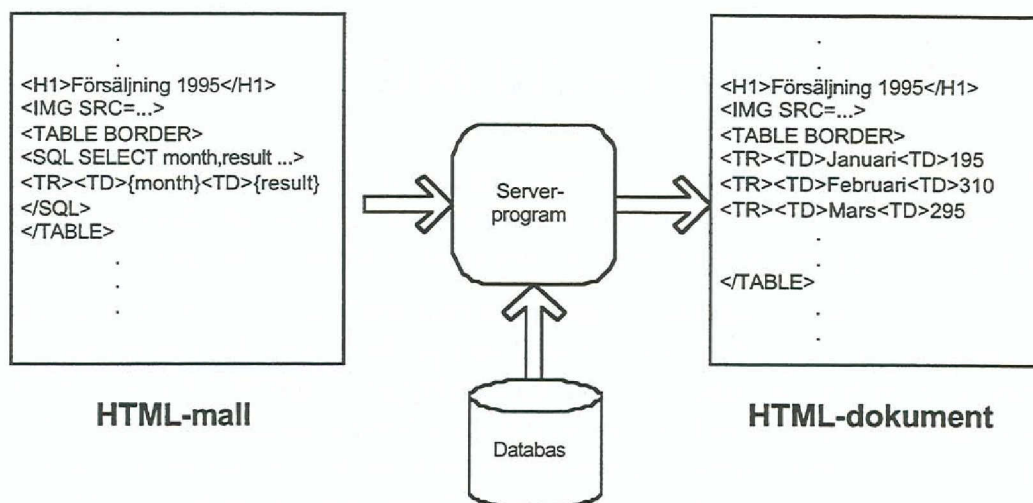 <H1>Försäljning 1995</H1>
<IMG SRC=...>
<TABLE BORDER>
<SQL SELECT month,result ...>
<TR><TD>{month}<TD>{result}
</SQL>
</TABLE>
HTML-mall
Server-
program
Databas
<H1>Försäljning 1995</H1>
<IMG SRC=...>
<TABLE BORDER>
<TR><TD>Januari<TD>195
<TR><TD>Februari<TD>310
<TR><TD>Mars<TD>295
</TABLE>
HTML-dokument